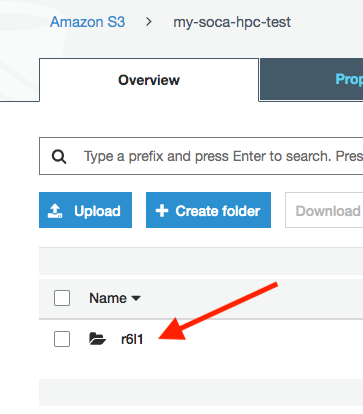 Amazon S3 > my-soca-hpc-test
Overview
Prop
Type a prefix and press Enter to search. Pres
Upload
Create folder
Download
Name
r6l1